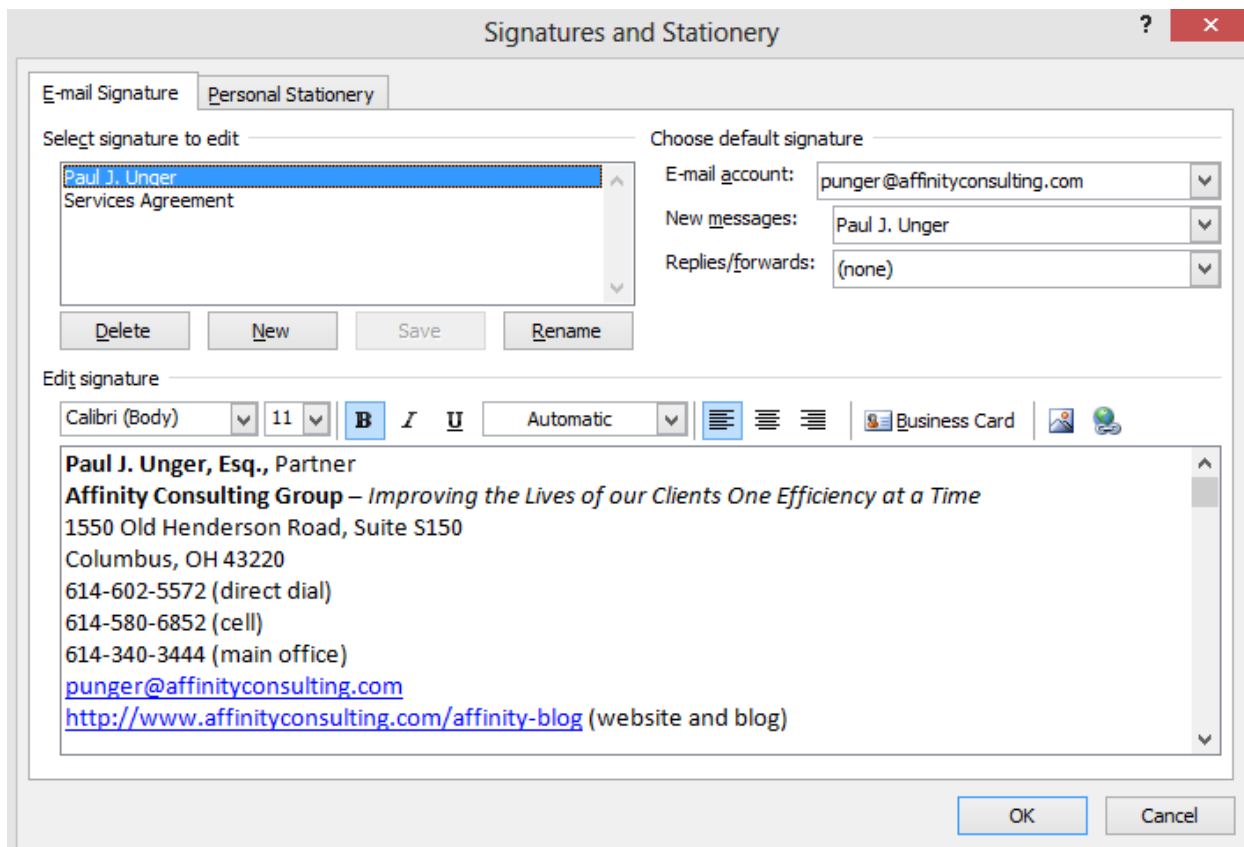 Signatures and Stationery
?
E-mail Signature
Personal Stationery
Select signature to edit
Paul J. Unger
Services Agreement
Delete
New
Save
Rename
Choose default signature
E-mail account:
punger@affinityconsulting.com
New messages:
Paul J. Unger
Replies/forwards:
(none)
Edit signature
Calibri (Body)
11
B
I
U
Automatic
Business Card
Paul J. Unger, Esq., Partner
Affinity Consulting Group – Improving the Lives of our Clients One Efficiency at a Time
1550 Old Henderson Road, Suite S150
Columbus, OH 43220
614-602-5572 (direct dial)
614-580-6852 (cell)
614-340-3444 (main office)
punger@affinityconsulting.com
http://www.affinityconsulting.com/affinity-blog (website and blog)
OK
Cancel